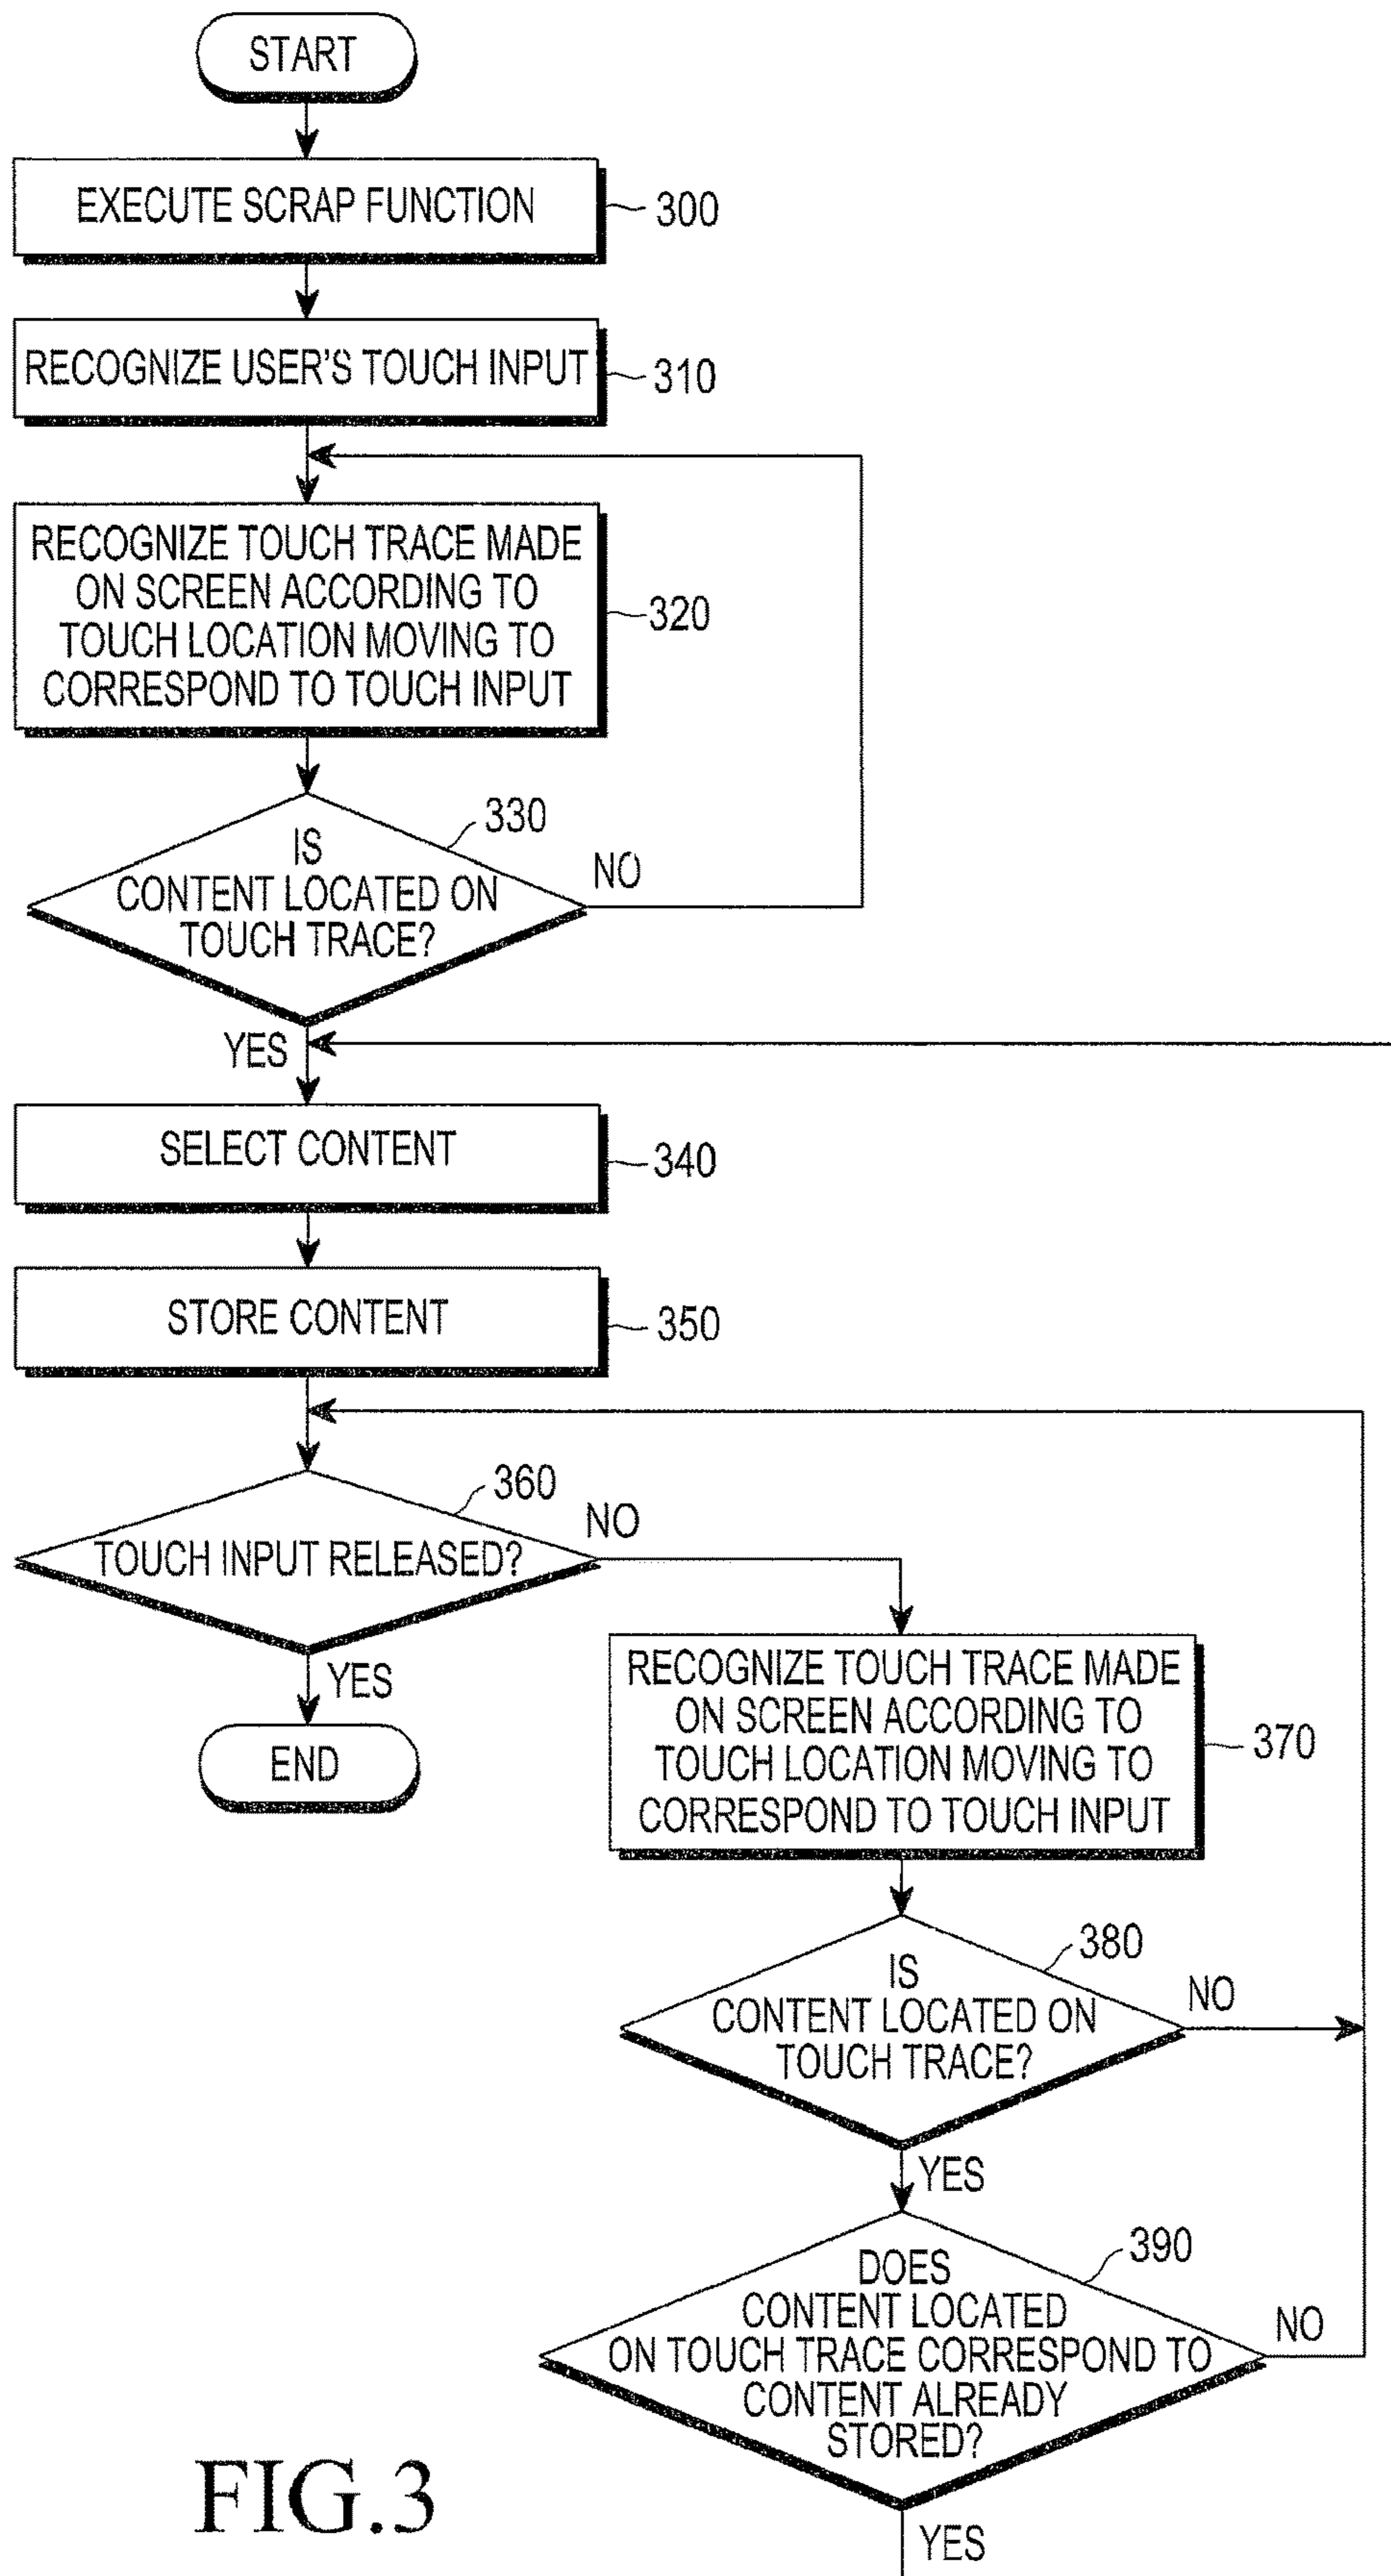 START
EXECUTE SCRAP FUNCTION
300
RECOGNIZE USER'S TOUCH INPUT
310
RECOGNIZE TOUCH TRACE MADE
ON SCREEN ACCORDING TO
TOUCH LOCATION MOVING TO
CORRESPOND TO TOUCH INPUT
320
330
IS
CONTENT LOCATED ON
TOUCH TRACE?
NO
YES
SELECT CONTENT
340
STORE CONTENT
350
360
TOUCH INPUT RELEASED?
NO
YES
END
RECOGNIZE TOUCH TRACE MADE
ON SCREEN ACCORDING TO
TOUCH LOCATION MOVING TO
CORRESPOND TO TOUCH INPUT
370
380
IS
CONTENT LOCATED ON
TOUCH TRACE?
NO
YES
390
DOES
CONTENT LOCATED
ON TOUCH TRACE CORRESPOND TO
CONTENT ALREADY
STORED?
NO
YES
FIG.3